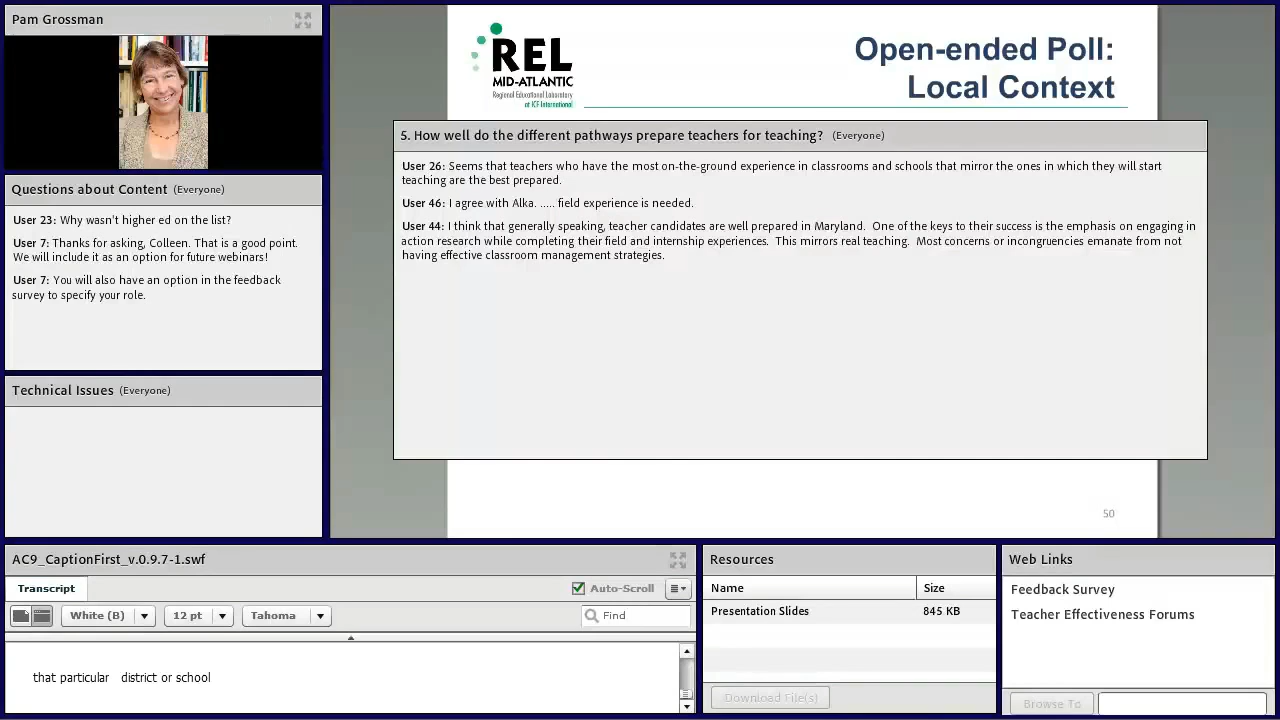 Pam Grossman
REL
MID-ATLANTIC
Regional Educational Laboratory
at ICF International
Open-ended Poll:
Local Context
5. How well do the different pathways prepare teachers for teaching? (Everyone)
User 26: Seems that teachers who have the most on-the-ground experience in classrooms and schools that mirror the ones in which they will start
teaching are the best prepared.
User 46: I agree with Alka. ..... field experience is needed.
User 44: I think that generally speaking, teacher candidates are well prepared in Maryland. One of the keys to their success is the emphasis on engaging in
action research while completing their field and internship experiences. This mirrors real teaching. Most concerns or incongruencies emanate from not
having effective classroom management strategies.
50
Questions about Content (Everyone)
User 23: Why wasn't higher ed on the list?
User 7: Thanks for asking, Colleen. That is a good point.
We will include it as an option for future webinars!
User 7: You will also have an option in the feedback
survey to specify your role.
Technical Issues (Everyone)
AC9_CaptionFirst_v.0.9.7-1.swf
Transcript
Auto-Scroll
White (B)
12 pt
Tahoma
Find
that particular district or school
Resources
Name Size
Presentation Slides 845 KB
Download File(s)
Web Links
Feedback Survey
Teacher Effectiveness Forums
Browse To